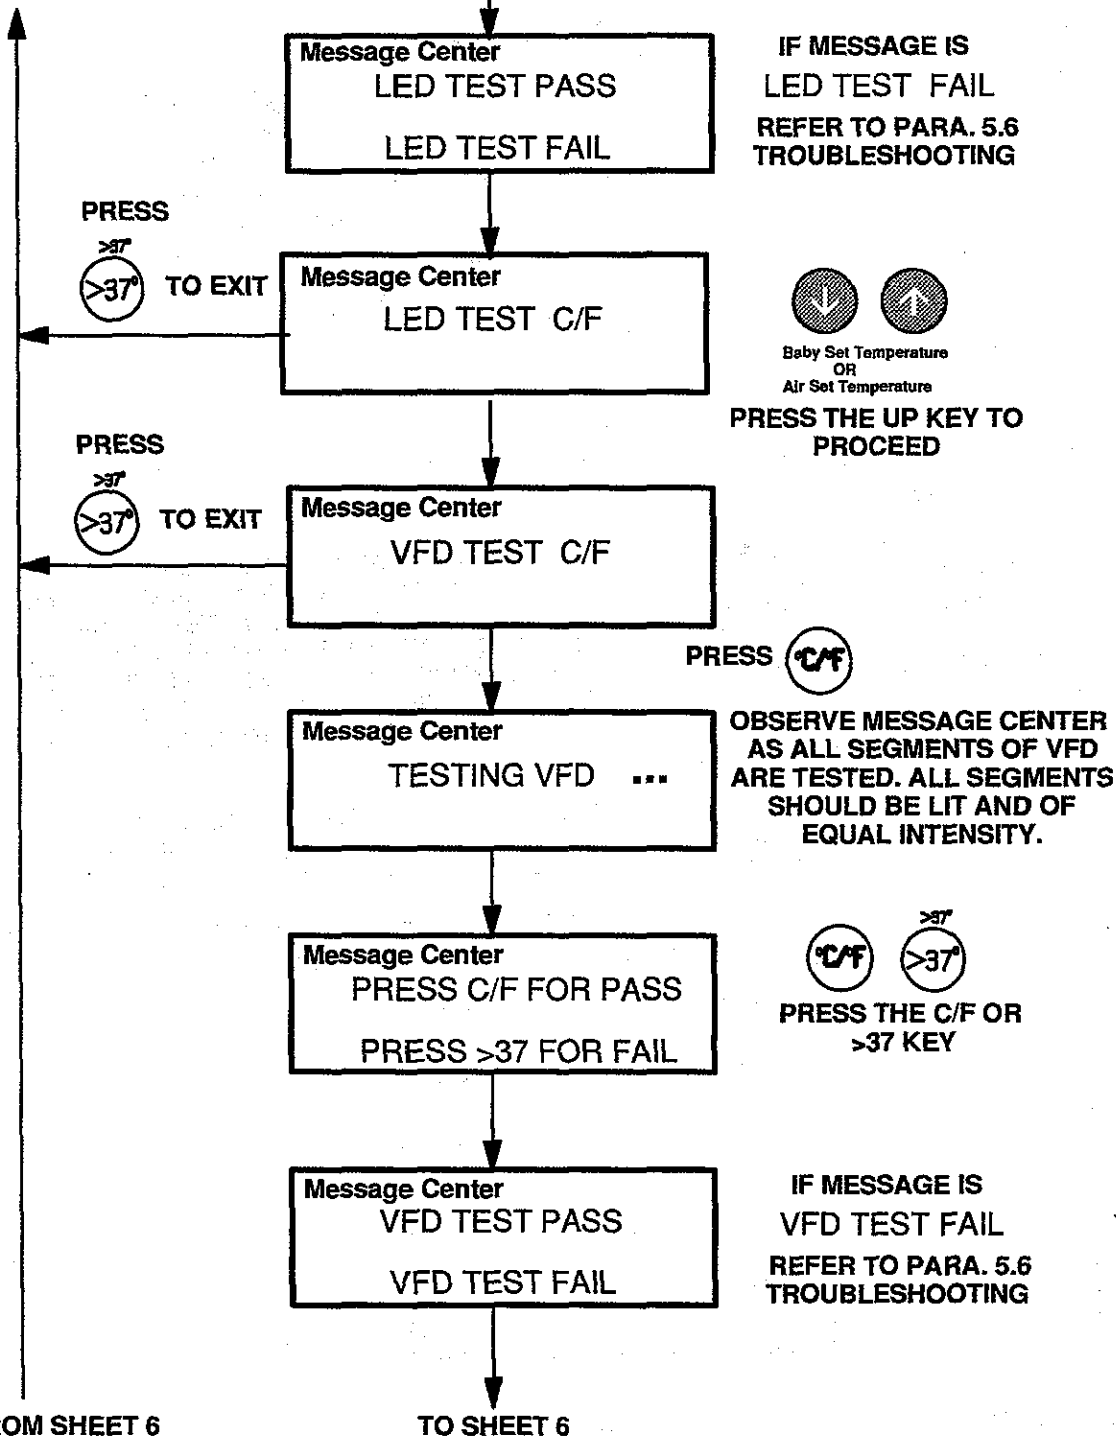 Message Center
LED TEST PASS
LED TEST FAIL
IF MESSAGE IS
LED TEST FAIL
REFER TO PARA. 5.6
TROUBLESHOOTING
PRESS
>37°
>37° TO EXIT
Message Center
LED TEST C/F
Baby Set Temperature
OR
Air Set Temperature
PRESS THE UP KEY TO
PROCEED
PRESS
>37°
>37° TO EXIT
Message Center
VFD TEST C/F
PRESS °C/°F
Message Center
TESTING VFD ...
OBSERVE MESSAGE CENTER
AS ALL SEGMENTS OF VFD
ARE TESTED. ALL SEGMENTS
SHOULD BE LIT AND OF
EQUAL INTENSITY.
Message Center
PRESS C/F FOR PASS
PRESS >37 FOR FAIL
>37°
°C/°F >37°
PRESS THE C/F OR
>37 KEY
Message Center
VFD TEST PASS
VFD TEST FAIL
IF MESSAGE IS
VFD TEST FAIL
REFER TO PARA. 5.6
TROUBLESHOOTING
ROM SHEET 6
TO SHEET 6